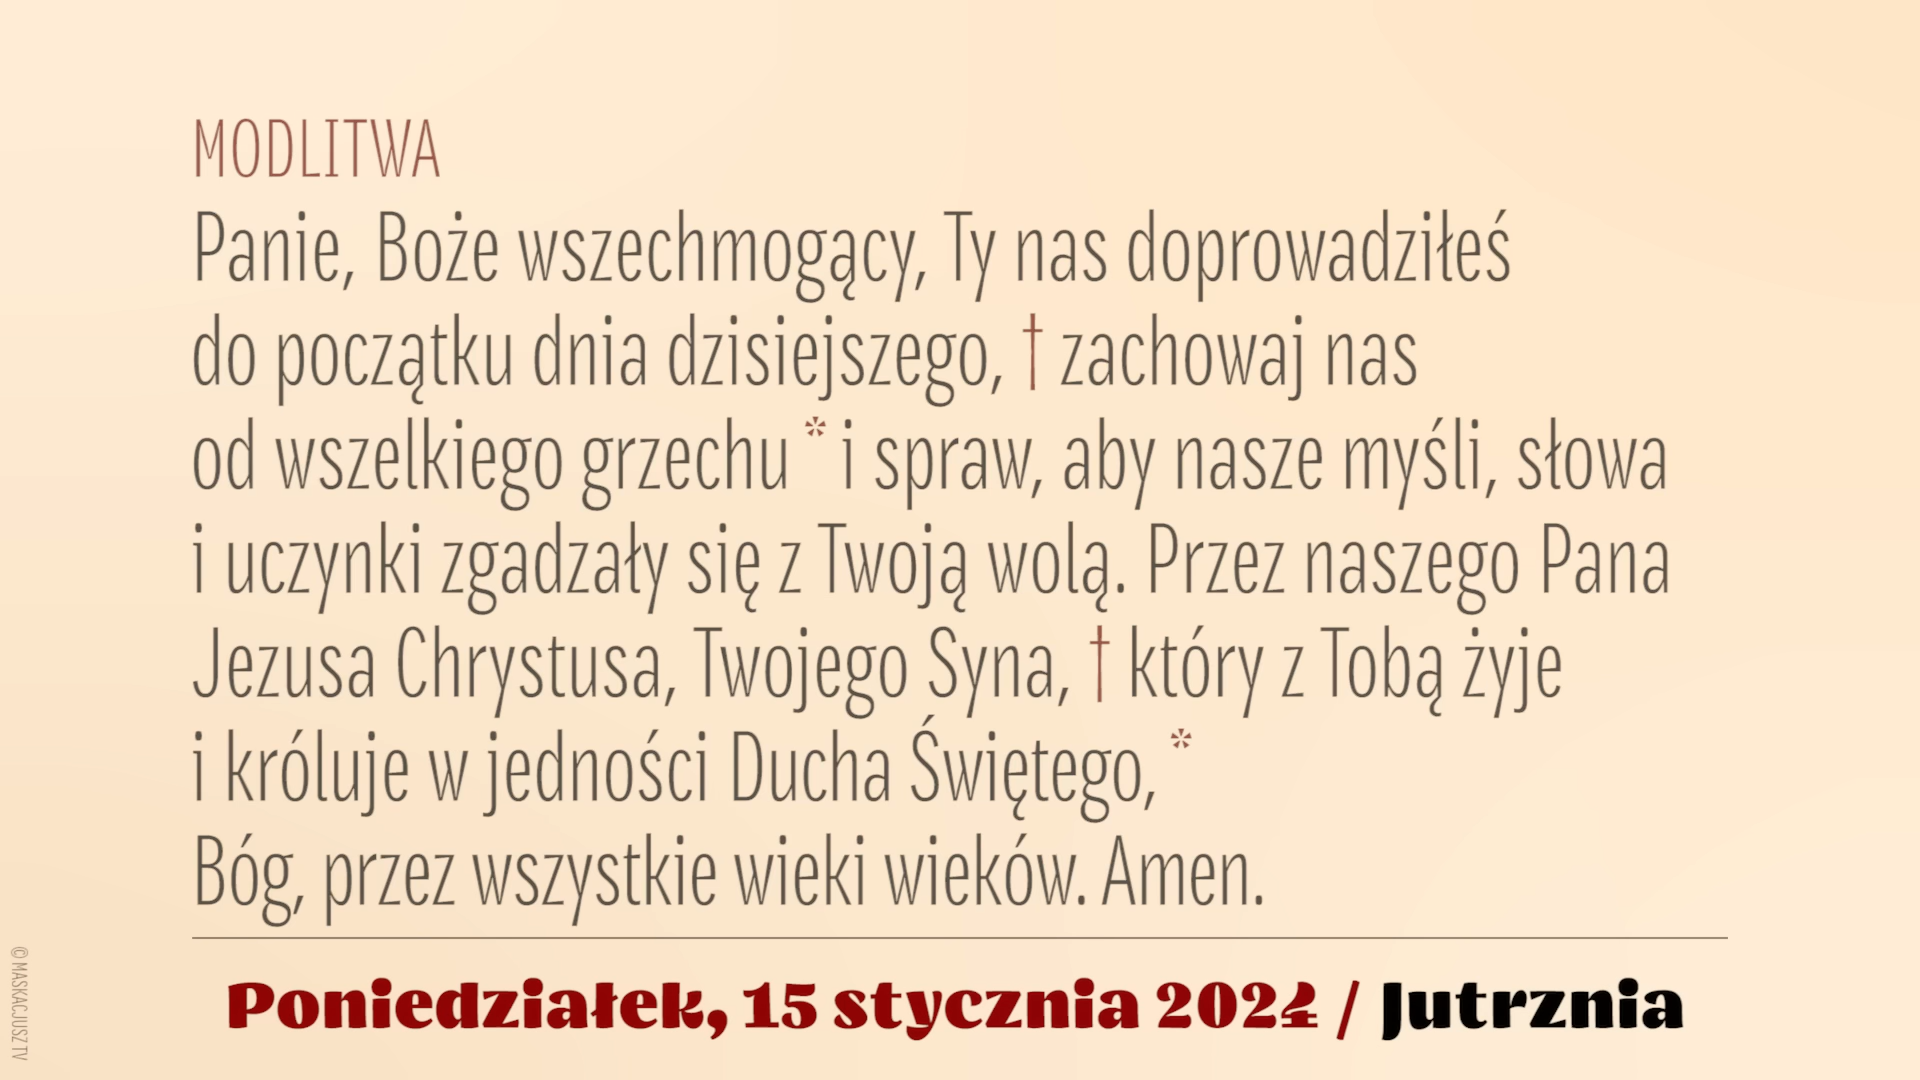 MODLITWA
Panie, Boże wszechmogący, Ty nas doprowadziłeś
do początku dnia dzisiejszego, † zachowaj nas
od wszelkiego grzechu * i spraw, aby nasze myśli, słowa
i uczynki zgadzały się z Twoją wolą. Przez naszego Pana
Jezusa Chrystusa, Twojego Syna, † który z Tobą żyje
i króluje w jedności Ducha Świętego, *
Bóg, przez wszystkie wieki wieków. Amen.
Poniedziałek, 15 stycznia 2024 / Jutrznia
© MASKACJUSZ TV